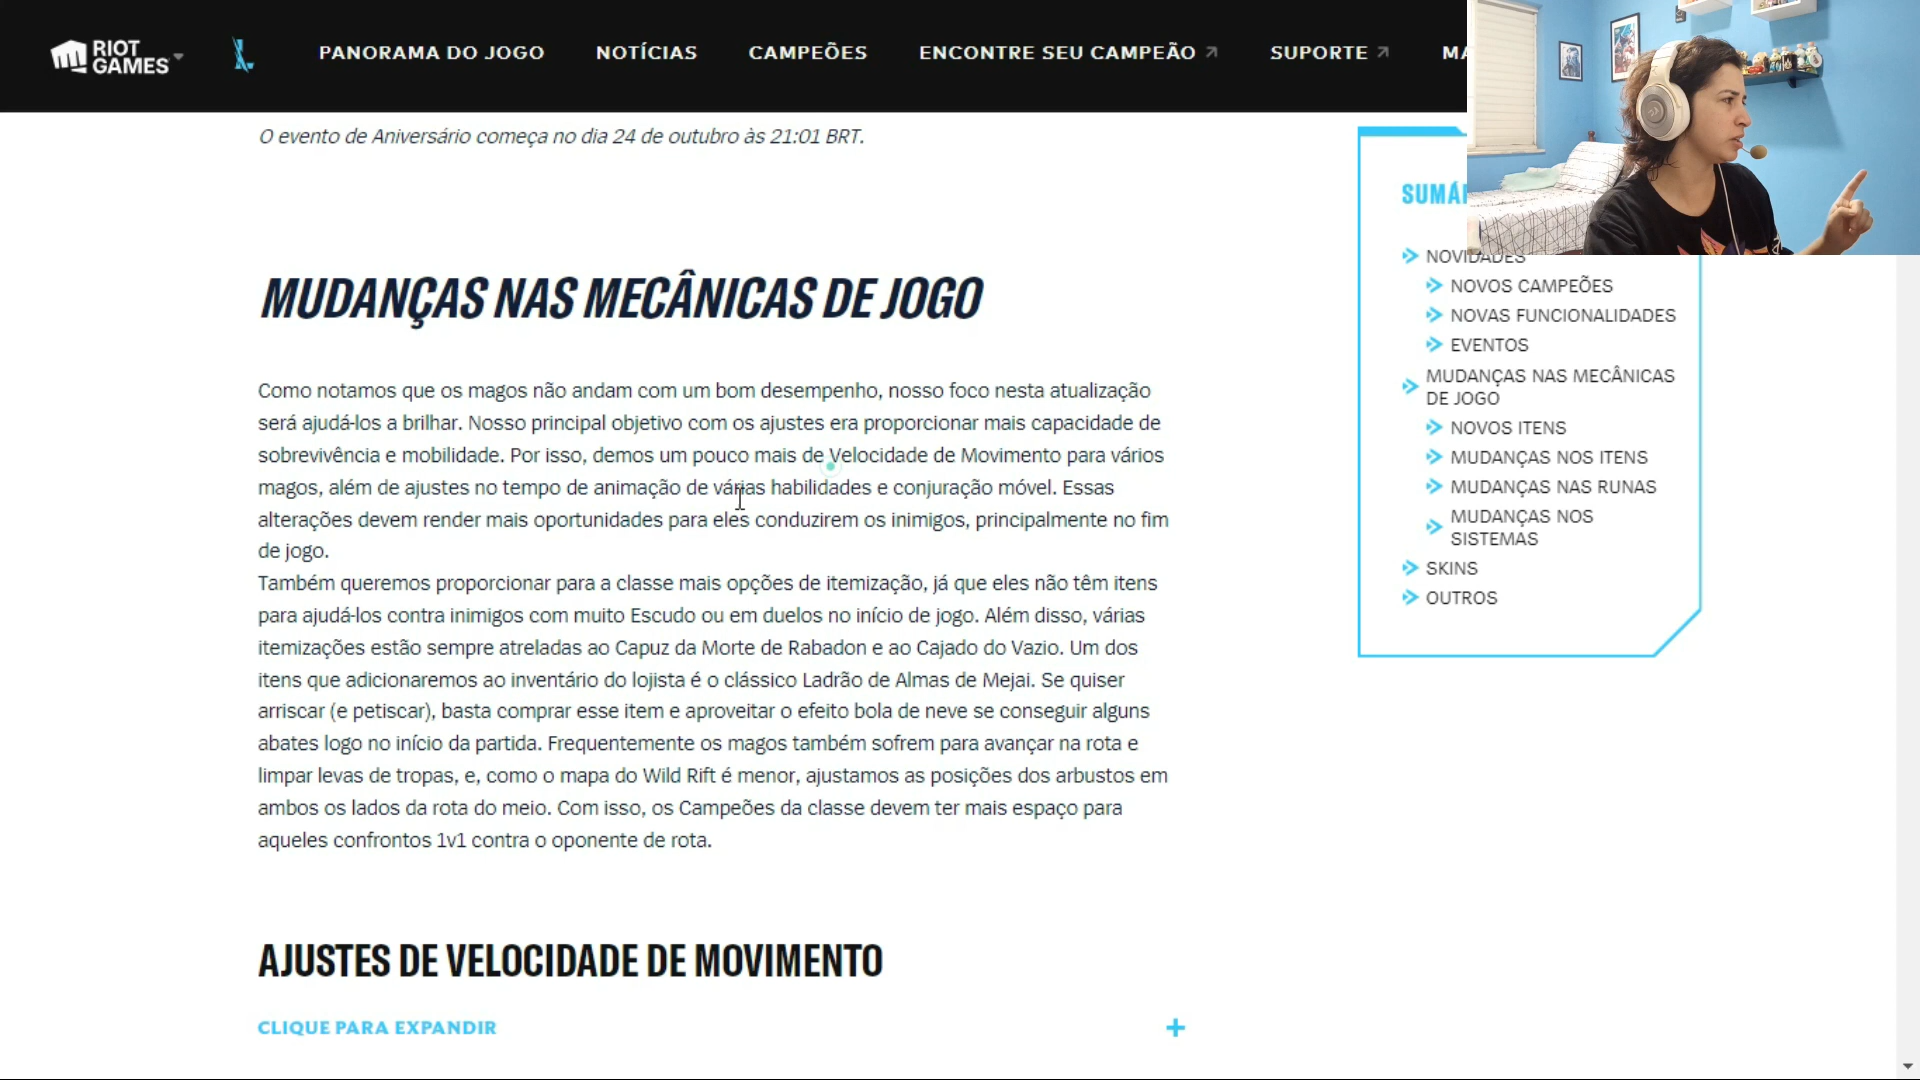 RIOT GAMES
PANORAMA DO JOGO
NOTÍCIAS
CAMPEÕES
ENCONTRE SEU CAMPEÃO
SUPORTE
O evento de Aniversário começa no dia 24 de outubro às 21:01 BRT.
MUDANÇAS NAS MECÂNICAS DE JOGO
Como notamos que os magos não andam com um bom desempenho, nosso foco nesta atualização
será ajudá-los a brilhar. Nosso principal objetivo com os ajustes era proporcionar mais capacidade de
sobrevivência e mobilidade. Por isso, demos um pouco mais de Velocidade de Movimento para vários
magos, além de ajustes no tempo de animação de várias habilidades e conjuração móvel. Essas
alterações devem render mais oportunidades para eles conduzirem os inimigos, principalmente no fim
de jogo.
Também queremos proporcionar para a classe mais opções de itemização, já que eles não têm itens
para ajudá-los contra inimigos com muito Escudo ou em duelos no início de jogo. Além disso, várias
itemizações estão sempre atreladas ao Capuz da Morte de Rabadon e ao Cajado do Vazio. Um dos
itens que adicionaremos ao inventário do lojista é o clássico Ladrão de Almas de Mejai. Se quiser
arriscar (e petiscar), basta comprar esse item e aproveitar o efeito bola de neve se conseguir alguns
abates logo no início da partida. Frequentemente os magos também sofrem para avançar na rota e
limpar levas de tropas, e, como o mapa do Wild Rift é menor, ajustamos as posições dos arbustos em
ambos os lados da rota do meio. Com isso, os Campeões da classe devem ter mais espaço para
aqueles confrontos 1v1 contra o oponente de rota.
AJUSTES DE VELOCIDADE DE MOVIMENTO
CLIQUE PARA EXPANDIR
+
NOVIDADES
NOVOS CAMPEÕES
NOVAS FUNCIONALIDADES
EVENTOS
MUDANÇAS NAS MECÂNICAS
DE JOGO
NOVOS ITENS
MUDANÇAS NOS ITENS
MUDANÇAS NAS RUNAS
MUDANÇAS NOS
SISTEMAS
SKINS
OUTROS